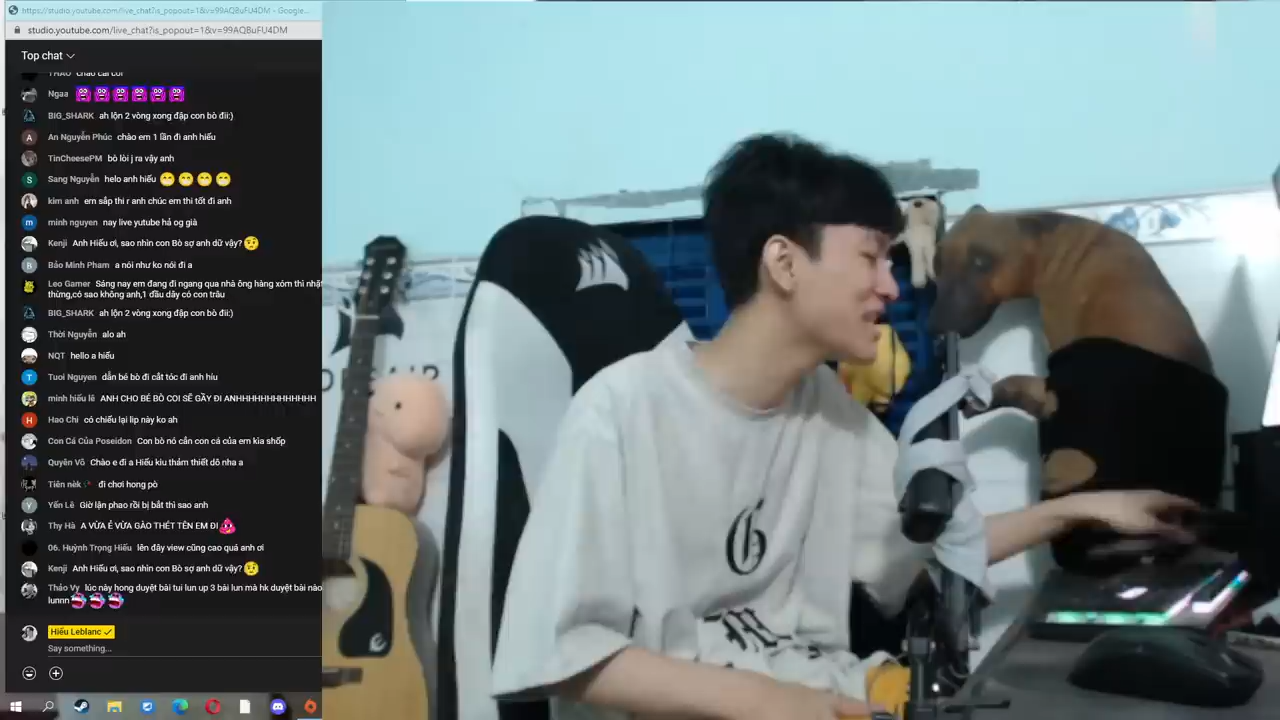 https://studio.youtube.com/live_chat?is_popout=1&v=99AQBuFU4DM - Google...
studio.youtube.com/live_chat?is_popout=1&v=99AQBuFU4DM
Top chat
THẢO chào cái coi
Ngaa
BIG_SHARK ah lộn 2 vòng xong đập con bò đii:)
An Nguyễn Phúc chào em 1 lần đi anh hiếu
TinCheesePM bò lòi j ra vậy anh
Sang Nguyễn helo anh hiếu 😁😁😁😁
kim anh em sắp thi r anh chúc em thi tốt đi anh
minh nguyen nay live yutube hả og già
Kenji Anh Hiếu ơi, sao nhìn con Bò sợ anh dữ vậy? 🤨
Bảo Minh Pham a nói như ko nói đi a
Leo Gamer Sáng nay em đang đi ngang qua nhà ông hàng xóm thì nhặt
thừng,có sao không anh,1 đầu dây có con trâu
BIG_SHARK ah lộn 2 vòng xong đập con bò đii:)
Thời Nguyễn alo ah
NQT hello a hiếu
Tuoi Nguyen dẫn bé bò đi cắt tóc đi anh híu
minh hiếu lê ANH CHO BÉ BÒ COI SẼ GẦY ĐI ANHHHHHHHHHHHHH
Hao Chi có chiếu lại lip này ko ah
Con Cá Của Poseidon Con bò nó cắn con cá của em kìa shốp
Quyên Võ Chào e đi a Hiếu kiu thảm thiết dô nha a
Tiên nèk đi chơi hong pò
Yến Lê Giờ lận phao rồi bị bắt thì sao anh
Thy Hà A VỪA Ẻ VỪA GÀO THÉT TÊN EM ĐI
06. Huỳnh Trọng Hiếu lên đây view cũng cao quá anh ơi
Kenji Anh Hiếu ơi, sao nhìn con Bò sợ anh dữ vậy? 🤨
Thảo Vy lúc này hong duyệt bài tui lun up 3 bài lun mà hk duyệt bài nào
lunnn
Hiếu Leblanc
Say something...